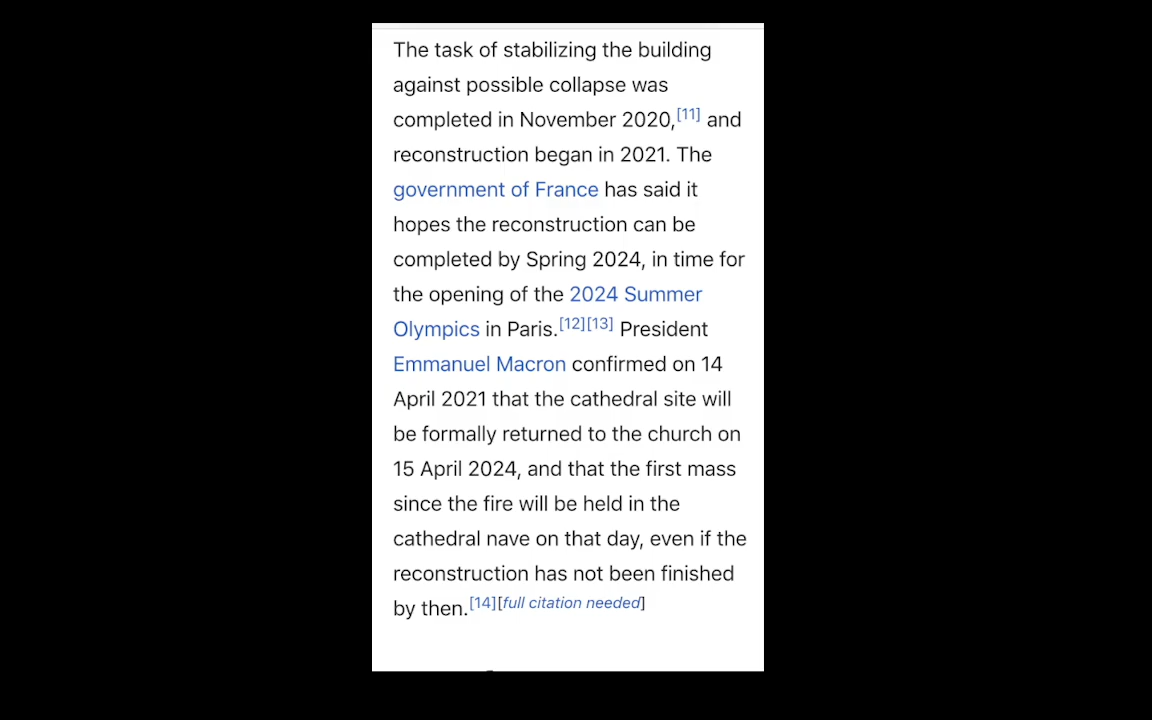 The task of stabilizing the building
against possible collapse was
completed in November 2020,[11] and
reconstruction began in 2021. The
government of France has said it
hopes the reconstruction can be
completed by Spring 2024, in time for
the opening of the 2024 Summer
Olympics in Paris.[12][13] President
Emmanuel Macron confirmed on 14
April 2021 that the cathedral site will
be formally returned to the church on
15 April 2024, and that the first mass
since the fire will be held in the
cathedral nave on that day, even if the
reconstruction has not been finished
by then.[14][full citation needed]